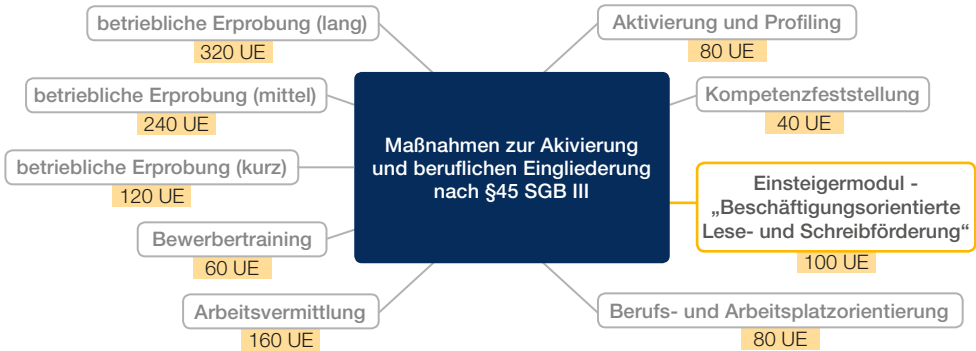 betriebliche Erprobung (lang)
320 UE
betriebliche Erprobung (mittel)
240 UE
betriebliche Erprobung (kurz)
120 UE
Bewerbertraining
60 UE
Arbeitsvermittlung
160 UE
Maßnahmen zur Akivierung
und beruflichen Eingliederung
nach §45 SGB III
Aktivierung und Profiling
80 UE
Kompetenzfeststellung
40 UE
Einsteigermodul -
„Beschäftigungsorientierte
Lese- und Schreibförderung“
100 UE
Berufs- und Arbeitsplatzorientierung
80 UE